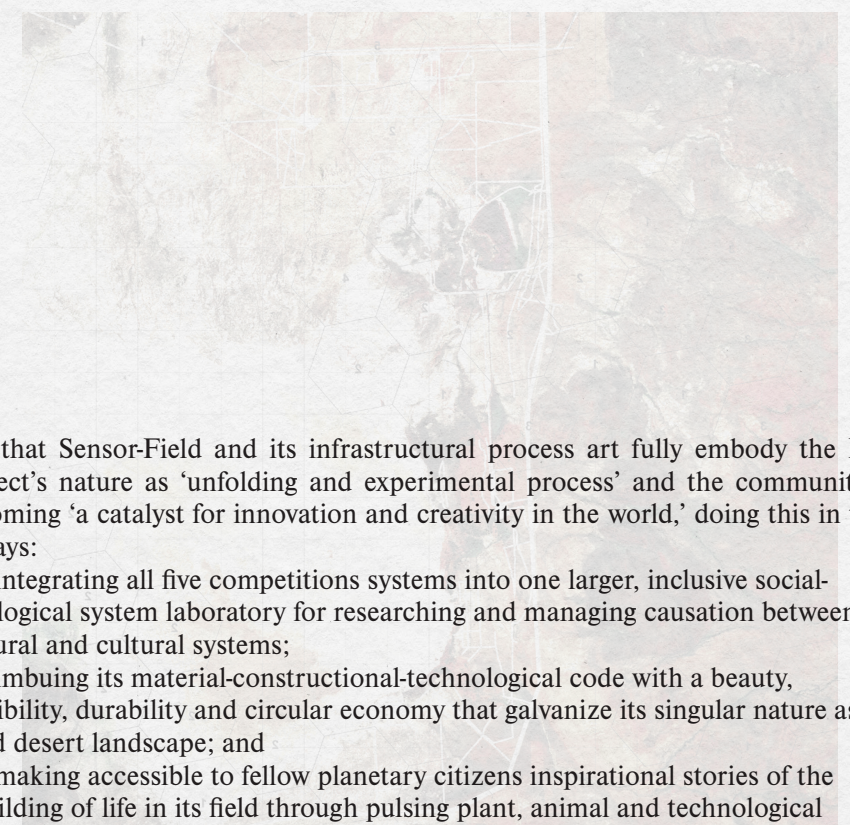 that Sensor-Field and its infrastructural process art fully embody the
ect's nature as ‘unfolding and experimental process’ and the communit
oming ‘a catalyst for innovation and creativity in the world,’ doing this in
ays:
integrating all five competitions systems into one larger, inclusive social-
logical system laboratory for researching and managing causation between
ural and cultural systems;
mbuing its material-constructional-technological code with a beauty,
ibility, durability and circular economy that galvanize its singular nature as
d desert landscape; and
making accessible to fellow planetary citizens inspirational stories of the
ilding of life in its field through pulsing plant, animal and technological